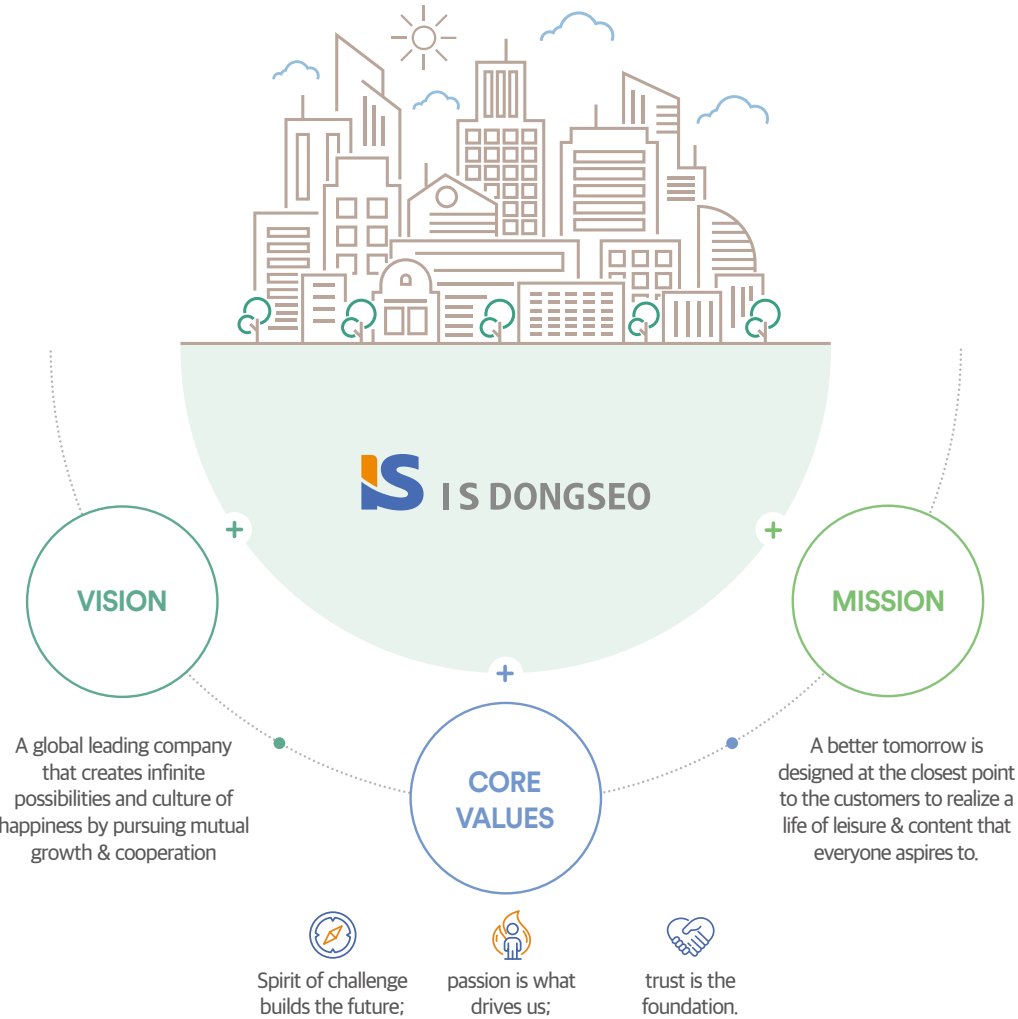 IS
I S DONGSEO
VISION
A global leading company
that creates infinite
possibilities and culture of
happiness by pursuing mutual
growth & cooperation
CORE
VALUES
Spirit of challenge
builds the future;
passion is what
drives us;
trust is the
foundation.
MISSION
A better tomorrow is
designed at the closest point
to the customers to realize a
life of leisure & content that
everyone aspires to.